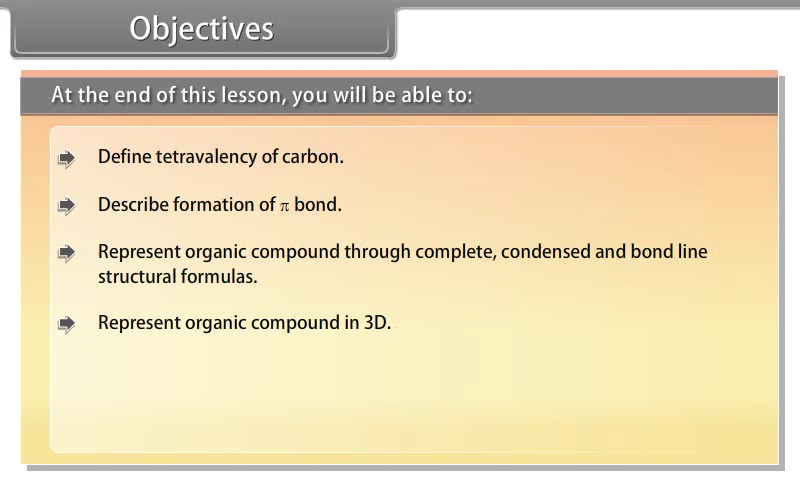 Objectives
At the end of this lesson, you will be able to:
Define tetravalency of carbon.
Describe formation of π bond.
Represent organic compound through complete, condensed and bond line
structural formulas.
Represent organic compound in 3D.